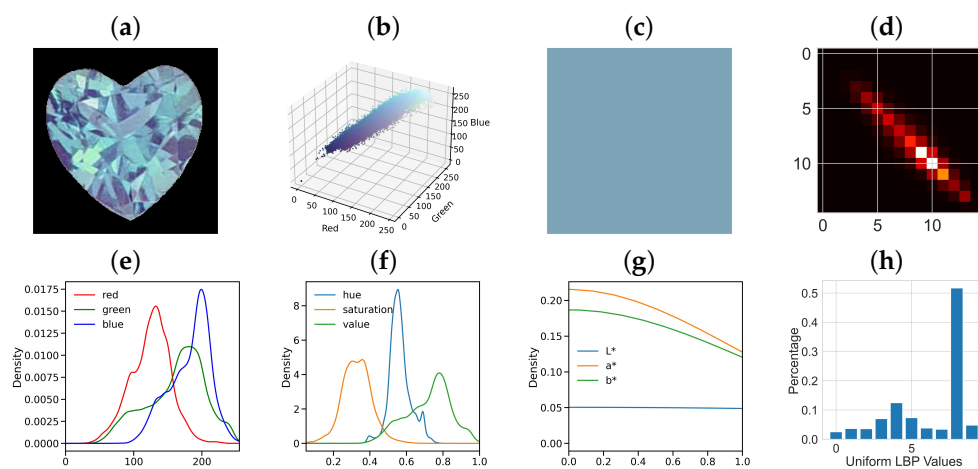 (a)
(b)
(c)
(d)
250
200
150 Blue
100
50
0
0
50
100
150
200
250
Red
0
50
100
150
200
250
Green
0
5
10
0
5
10
(e)
(f)
(g)
(h)
Density
0.0175
0.0150
0.0125
0.0100
0.0075
0.0050
0.0025
0.0000
red
green
blue
0
100
200
Density
8
6
4
2
0
hue
saturation
value
0.2
0.4
0.6
0.8
1.0
Density
0.20
0.15
0.10
0.05
0.00
L*
a*
b*
0.0
0.2
0.4
0.6
0.8
1.0
Percentage
0.5
0.4
0.3
0.2
0.1
0.0
0
5
Uniform LBP Values